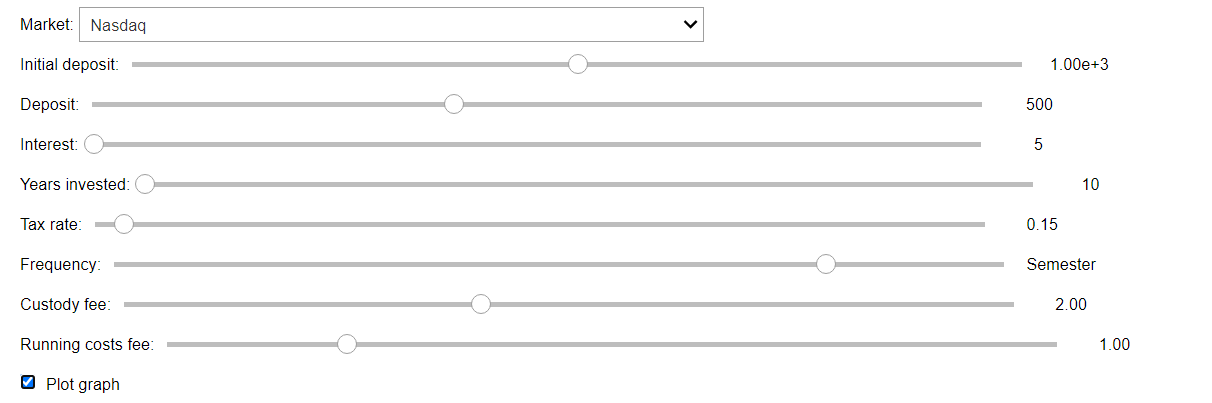 Market: Nasdaq
Initial deposit: 1.00e+3
Deposit: 500
Interest: 5
Years invested: 10
Tax rate: 0.15
Frequency: Semester
Custody fee: 2.00
Running costs fee: 1.00
Plot graph